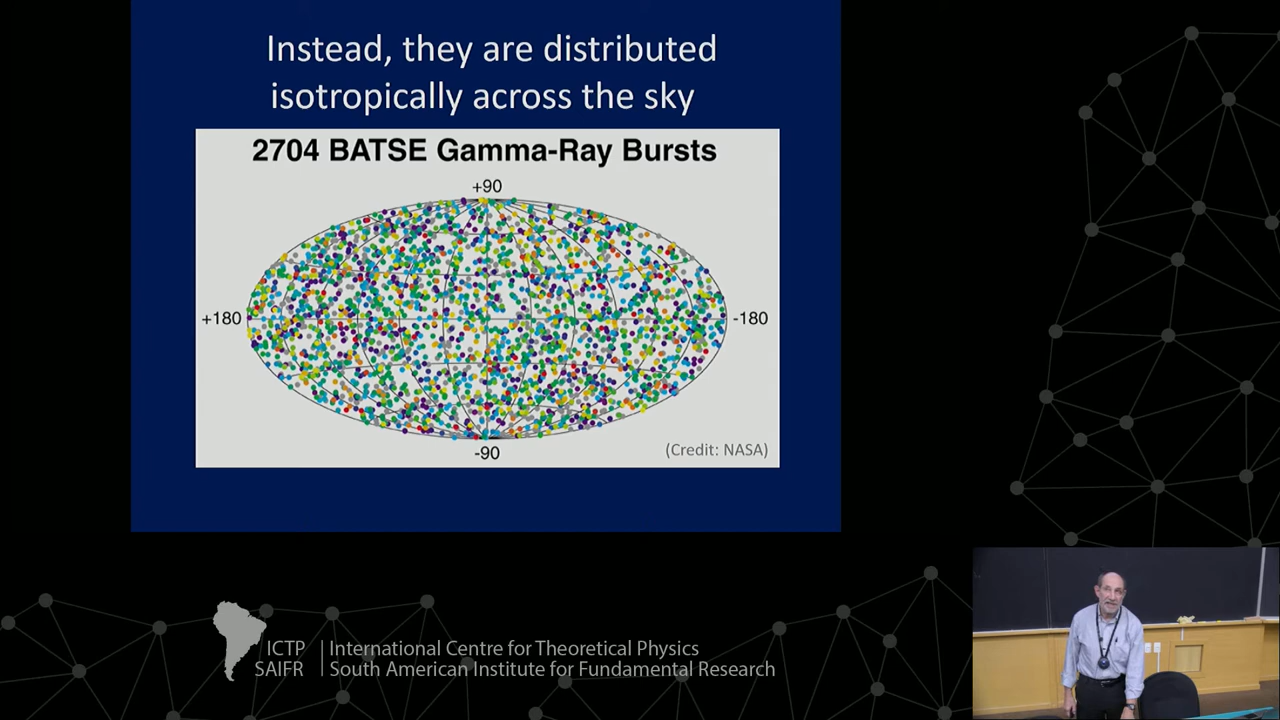 Instead, they are distributed
isotropically across the sky
2704 BATSE Gamma-Ray Bursts
+90
+180
-180
-90
(Credit: NASA)
ICTP
SAIFR
International Centre for Theoretical Physics
South American Institute for Fundamental Research